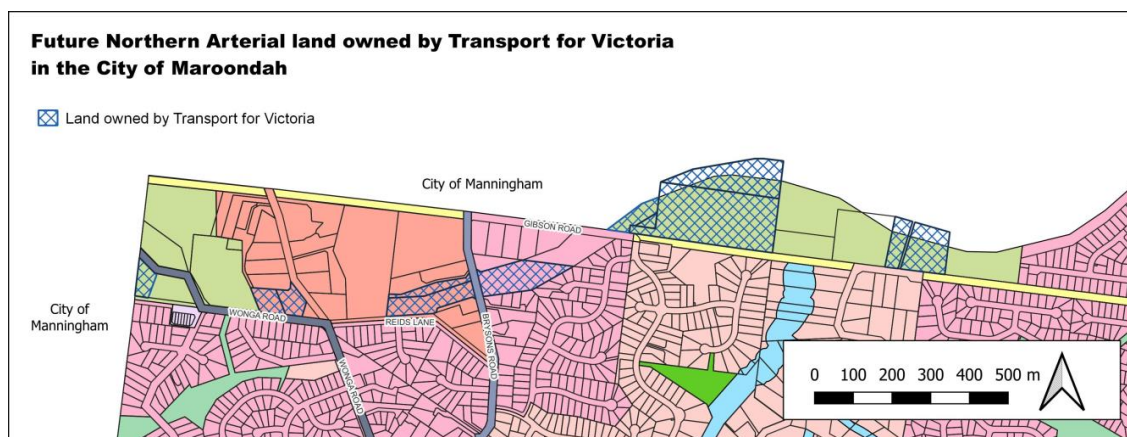 Future Northern Arterial land owned by Transport for Victoria
in the City of Maroondah
Land owned by Transport for Victoria
City of Manningham
GIBSON ROAD
City of
Manningham
WONGA ROAD
REIDS LANE
BRYSONS ROAD
WONGA ROAD
0 100 200 300 400 500 m